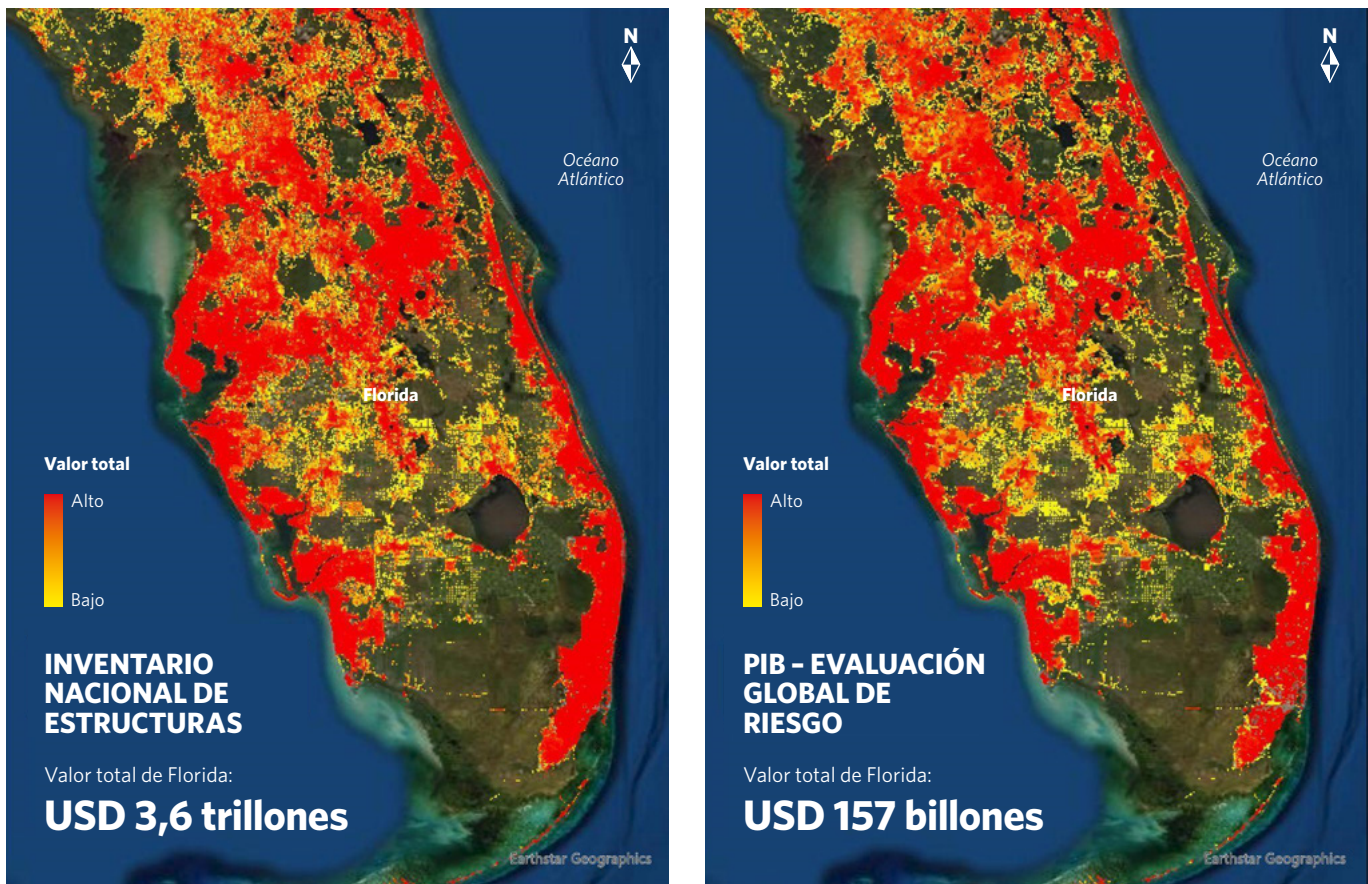 N
Océano
Atlántico
Florida
Valor total
Alto
Bajo
INVENTARIO
NACIONAL DE
ESTRUCTURAS
Valor total de Florida:
USD 3,6 trillones
Earthstar Geographics
N
Océano
Atlántico
Florida
Valor total
Alto
Bajo
PIB – EVALUACIÓN
GLOBAL DE
RIESGO
Valor total de Florida:
USD 157 billones
Earthstar Geographics